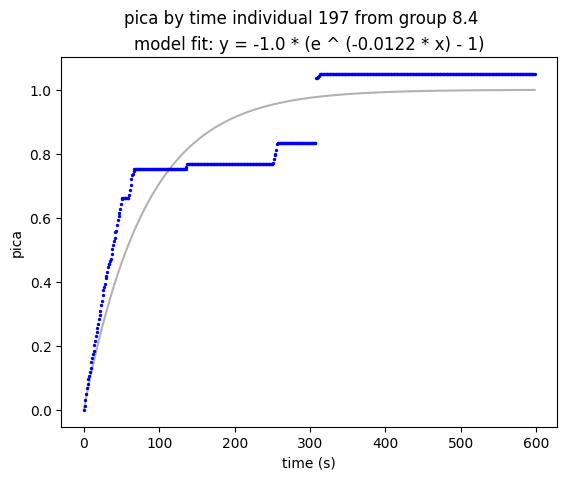 pica by time individual 197 from group 8.4
model fit: y = -1.0 * (e ^ (-0.0122 * x) - 1)
1.0
0.8
0.6
0.4
0.2
0.0
pica
0 100 200 300 400 500 600
time (s)